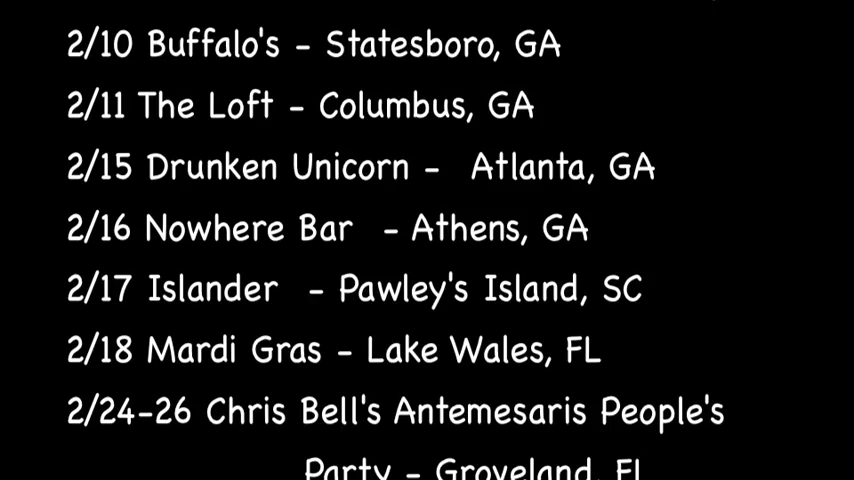 2/10 Buffalo's - Statesboro, GA
2/11 The Loft - Columbus, GA
2/15 Drunken Unicorn - Atlanta, GA
2/16 Nowhere Bar - Athens, GA
2/17 Islander - Pawley's Island, SC
2/18 Mardi Gras - Lake Wales, FL
2/24-26 Chris Bell's Antemesaris People's
Party - Groveland, FL